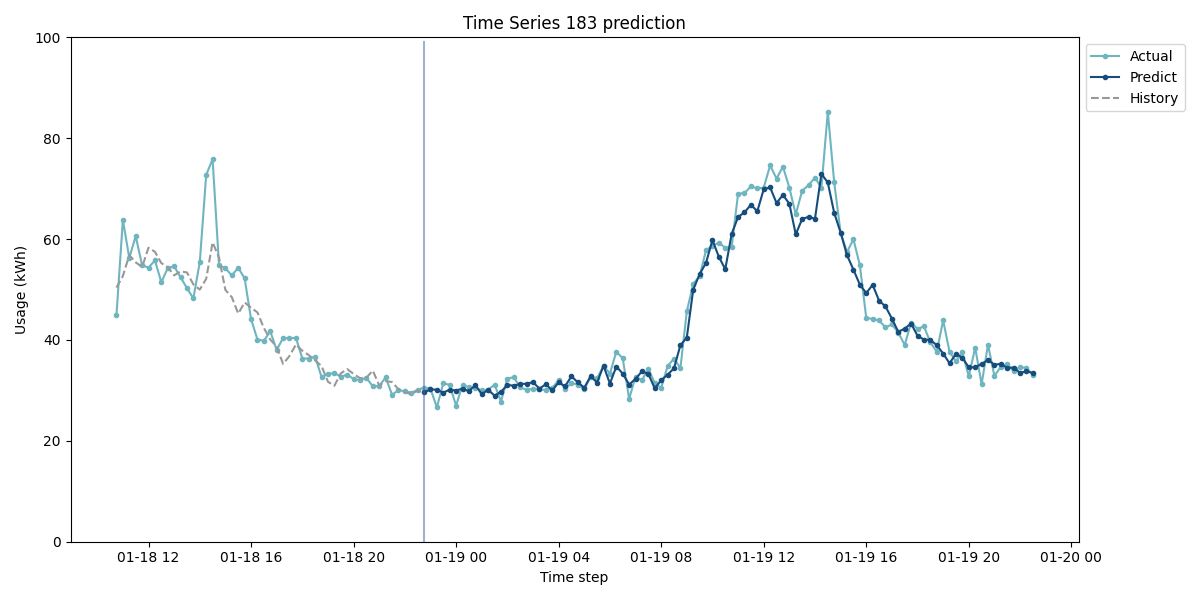 Time Series 183 prediction
100
80
60
40
20
0
Usage (kWh)
01-18 12
01-18 16
01-18 20
01-19 00
01-19 04
01-19 08
01-19 12
01-19 16
01-19 20
01-20 00
Time step
Actual
Predict
History